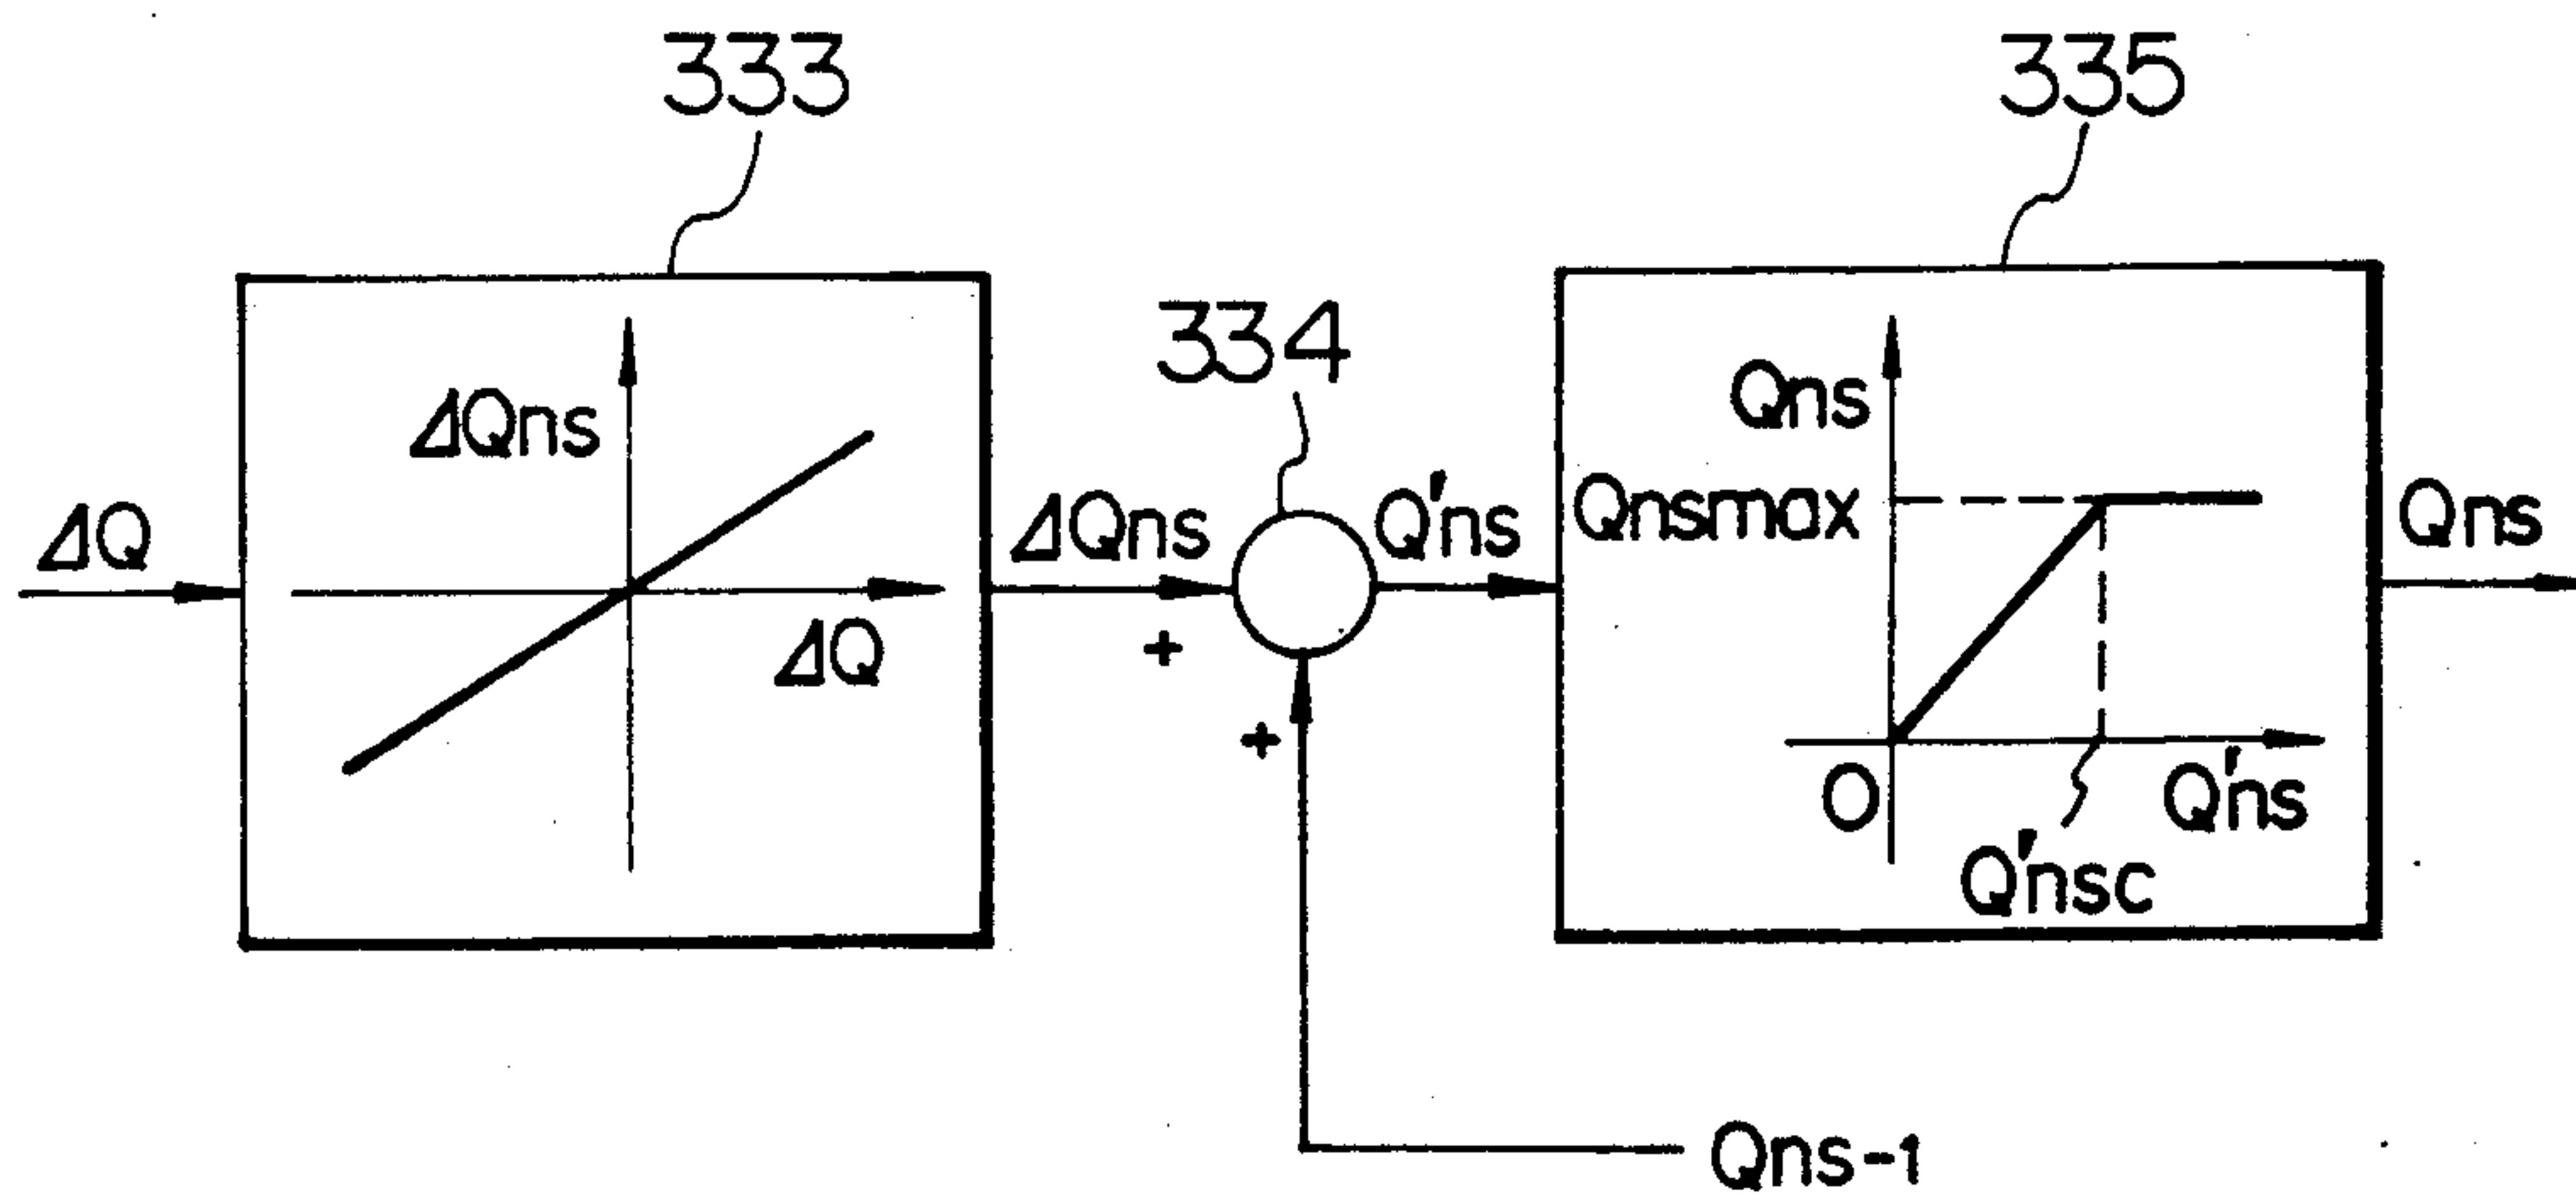 333
335
334
ΔQns
Qns
ΔQ
ΔQns
Q'ns
Qnsmax
Qns
+
ΔQ
+
O
Q'ns
Q'nsc
Qns-1